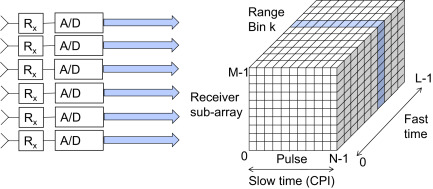 Rx A/D
Rx A/D
Rx A/D
Rx A/D
Rx A/D
Rx A/D
Range
Bin k
M-1
L-1
Receiver
sub-array
Fast
time
0 Pulse N-1 0
Slow time (CPI)